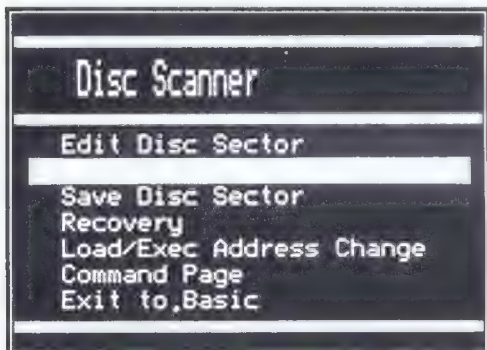 Disc Scanner
Edit Disc Sector
Save Disc Sector
Recovery
Load/Exec Address Change
Command Page
Exit to Basic